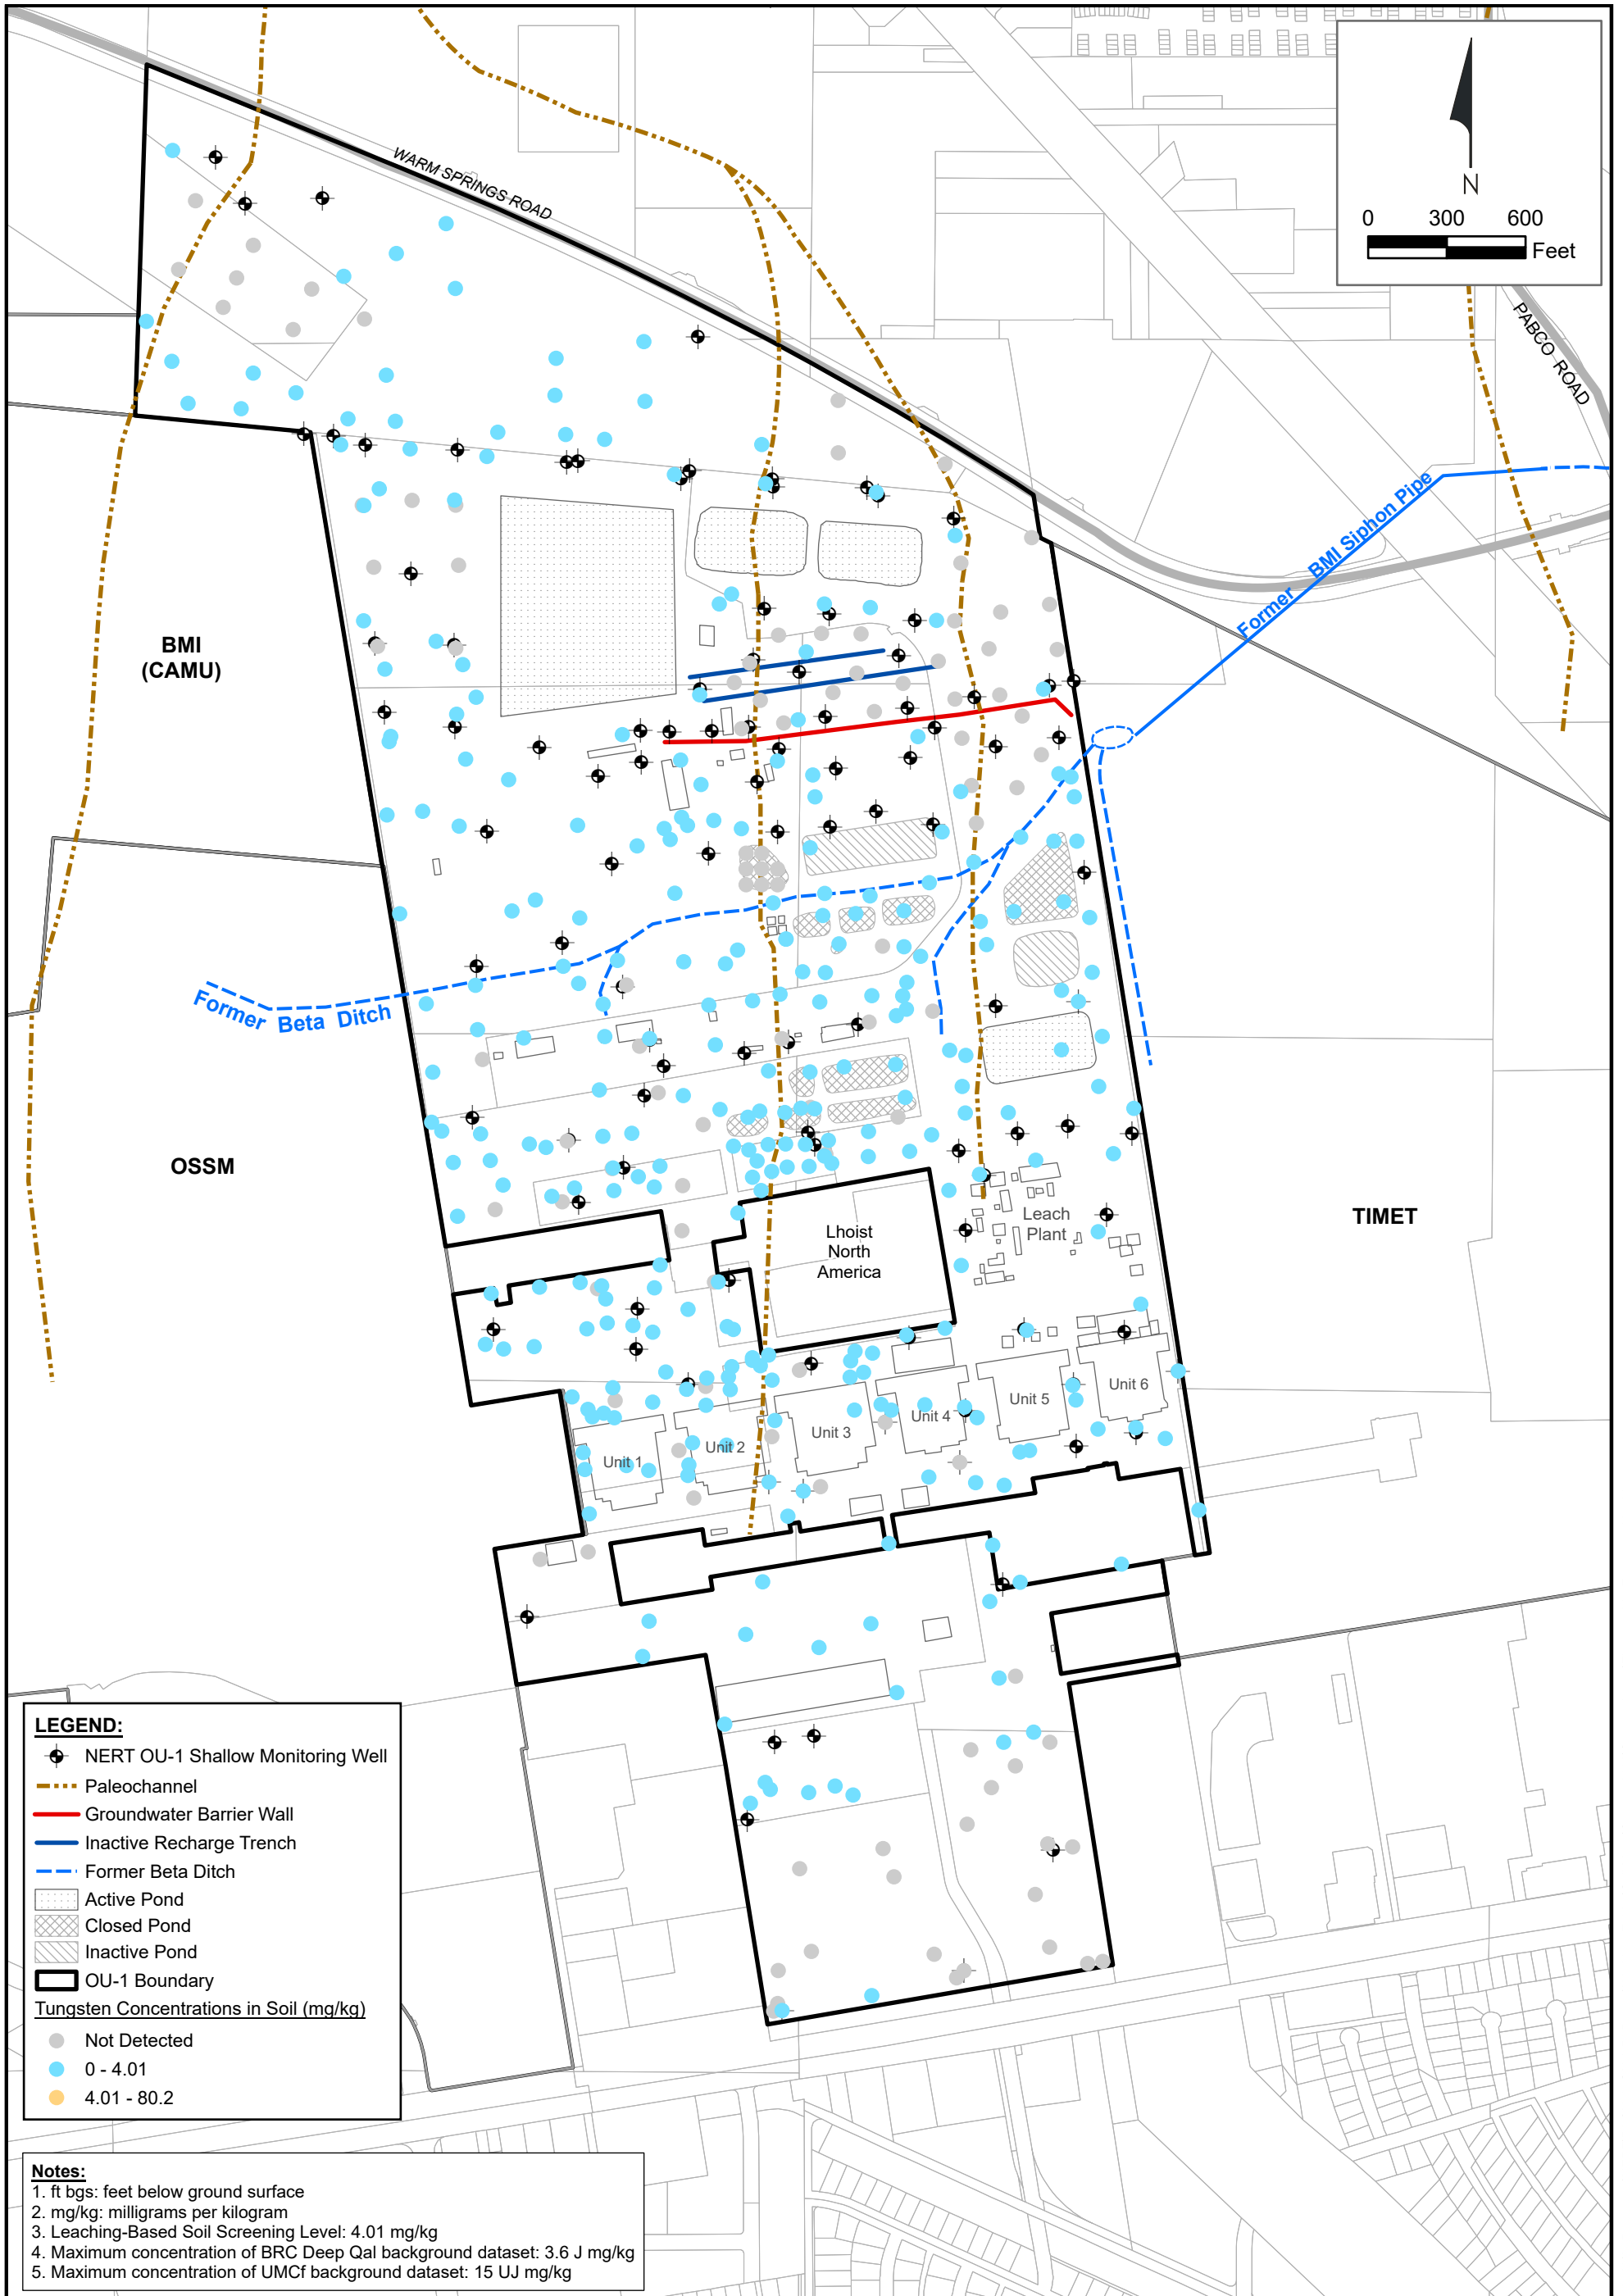 WARM SPRINGS ROAD
N
0 300 600
Feet
PABCO ROAD
Former BMI Siphon Pipe
BMI
(CAMU)
Former Beta Ditch
OSSM
TIMET
Lhoist
North
America
Leach
Plant
Unit 1
Unit 2
Unit 3
Unit 4
Unit 5
Unit 6
LEGEND:
NERT OU-1 Shallow Monitoring Well
Paleochannel
Groundwater Barrier Wall
Inactive Recharge Trench
Former Beta Ditch
Active Pond
Closed Pond
Inactive Pond
OU-1 Boundary
Tungsten Concentrations in Soil (mg/kg)
Not Detected
0 - 4.01
4.01 - 80.2
Notes:
1. ft bgs: feet below ground surface
2. mg/kg: milligrams per kilogram
3. Leaching-Based Soil Screening Level: 4.01 mg/kg
4. Maximum concentration of BRC Deep Qal background dataset: 3.6 J mg/kg
5. Maximum concentration of UMCf background dataset: 15 UJ mg/kg